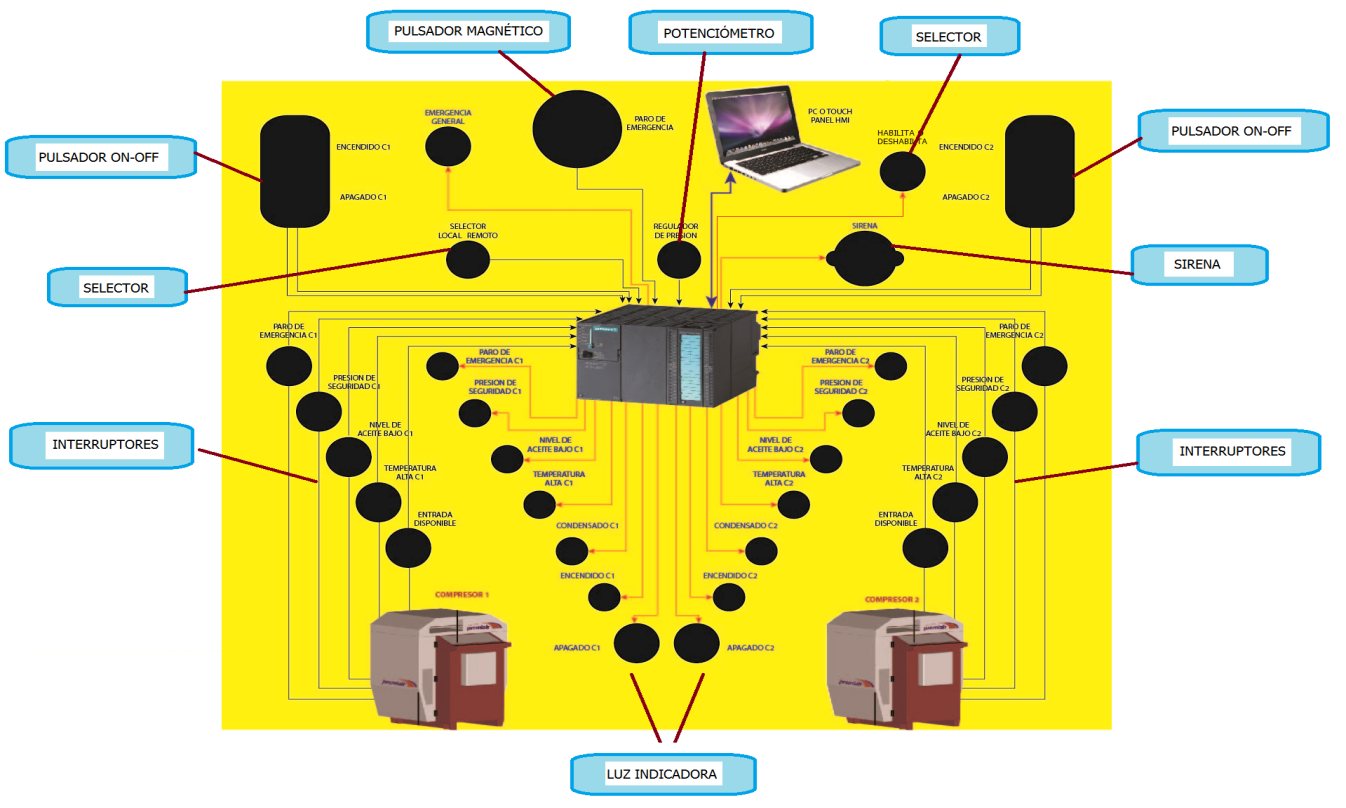 PULSADOR MAGNÉTICO
POTENCIÓMETRO
SELECTOR
PULSADOR ON-OFF
PULSADOR ON-OFF
EMERGENCIA
GENERAL
PARO DE
EMERGENCIA
PC O TOUCH
PANEL HMI
HABILITA O
DESHABILITA
ENCENDIDO C1
APAGADO C1
ENCENDIDO C2
APAGADO C2
SELECTOR
LOCAL REMOTO
REGULADOR
DE PRESION
SIRENA
SELECTOR
SIRENA
PARO DE
EMERGENCIA C1
PRESION DE
SEGURIDAD C1
NIVEL DE
ACEITE BAJO C1
TEMPERATURA
ALTA C1
ENTRADA
DISPONIBLE
PARO DE
EMERGENCIA C1
PRESION DE
SEGURIDAD C1
NIVEL DE
ACEITE BAJO C1
TEMPERATURA
ALTA C1
CONDENSADO C1
ENCENDIDO C1
APAGADO C1
PARO DE
EMERGENCIA C2
PRESION DE
SEGURIDAD C2
NIVEL DE
ACEITE BAJO C2
TEMPERATURA
ALTA C2
CONDENSADO C2
ENCENDIDO C2
APAGADO C2
PARO DE
EMERGENCIA C2
PRESION DE
SEGURIDAD C2
NIVEL DE
ACEITE BAJO C2
TEMPERATURA
ALTA C2
ENTRADA
DISPONIBLE
INTERRUPTORES
INTERRUPTORES
COMPRESOR 1
COMPRESOR 2
LUZ INDICADORA